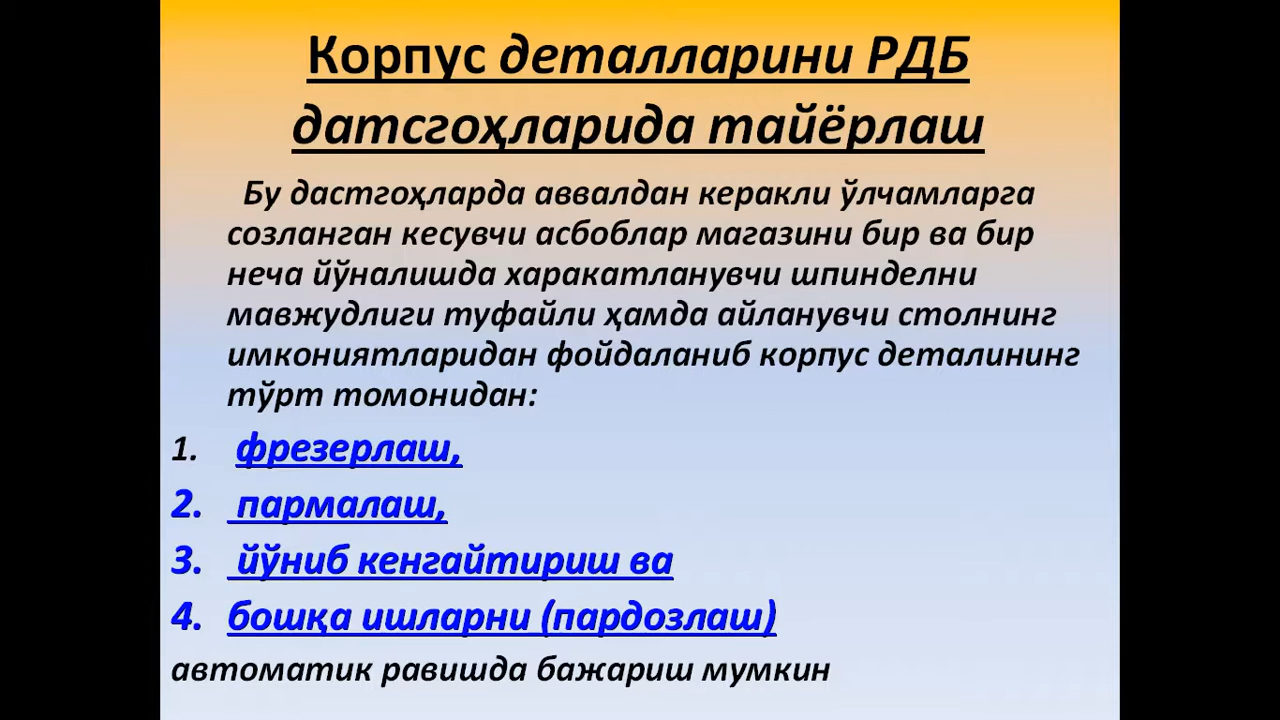 Корпус деталларини РДБ
датсгоҳларида тайёрлаш
Бу дастгоҳларда аввалдан керакли ўлчамларга
созланган кесувчи асбоблар магазини бир ва бир
неча йўналишда харакатланувчи шпинделни
мавжудлиги туфайли ҳамда айланувчи столнинг
имкониятларидан фойдаланиб корпус деталининг
тўрт томонидан:
1. фрезерлаш,
2. пармалаш,
3. йўниб кенгайтириш ва
4. бошқа ишларни (пардозлаш)
автоматик равишда бажариш мумкин